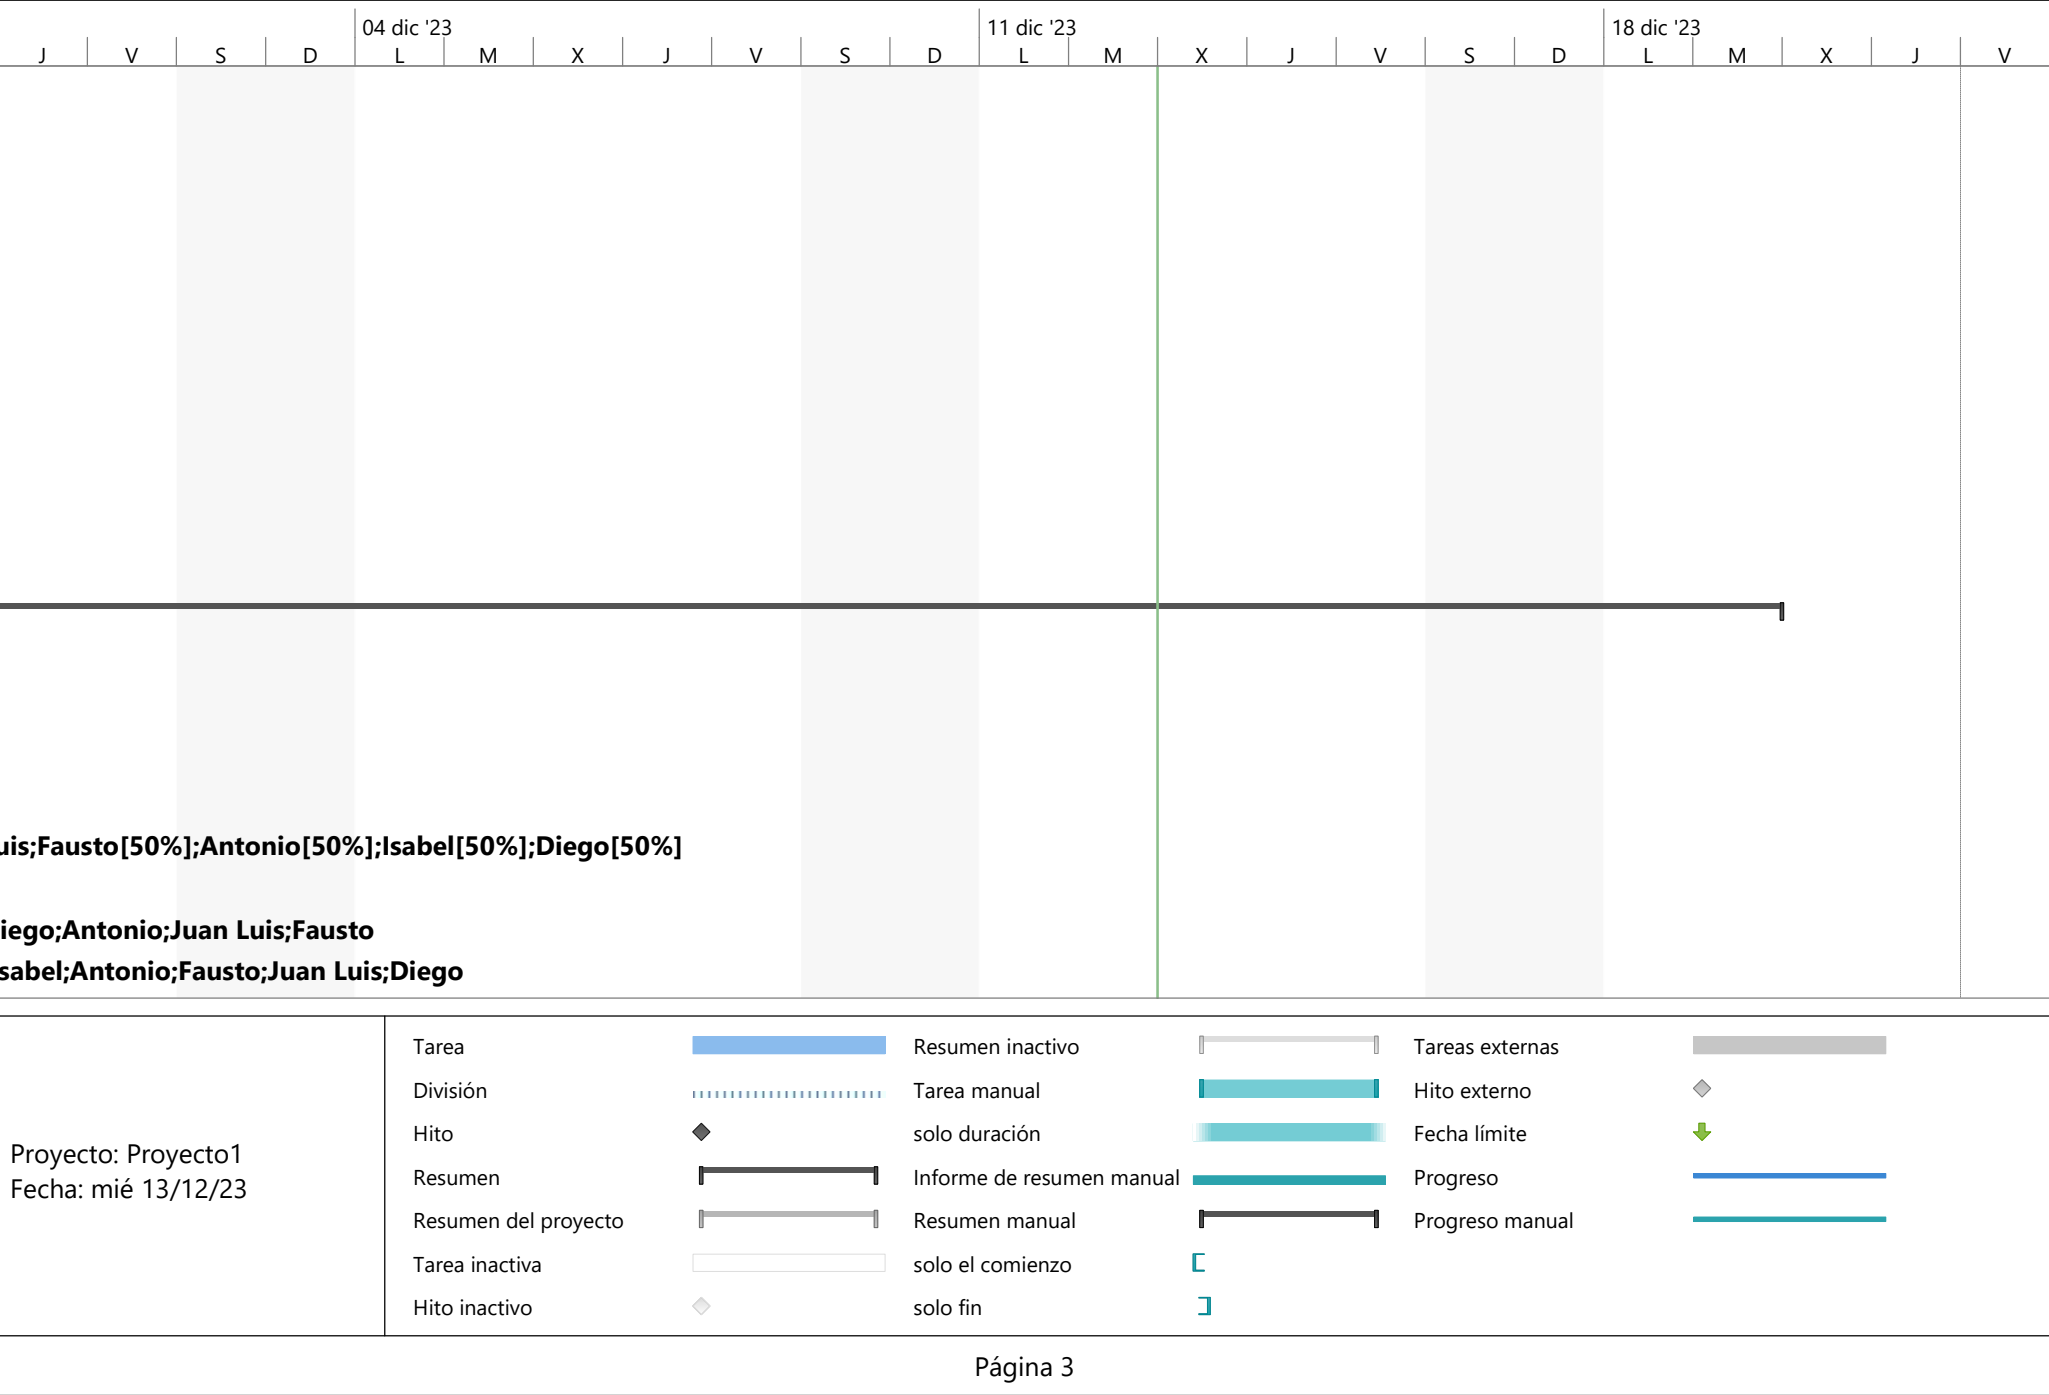 04 dic '23 11 dic '23 18 dic '23
J V S D L M X J V S D L M X J V S D L M X J V
uis;Fausto[50%];Antonio[50%];Isabel[50%];Diego[50%]
iego;Antonio;Juan Luis;Fausto
sabel;Antonio;Fausto;Juan Luis;Diego
Proyecto: Proyecto1
Fecha: mié 13/12/23
Tarea
División
Hito
Resumen
Resumen del proyecto
Tarea inactiva
Hito inactivo
Resumen inactivo
Tarea manual
solo duración
Informe de resumen manual
Resumen manual
solo el comienzo
solo fin
Tareas externas
Hito externo
Fecha límite
Progreso
Progreso manual
Página 3